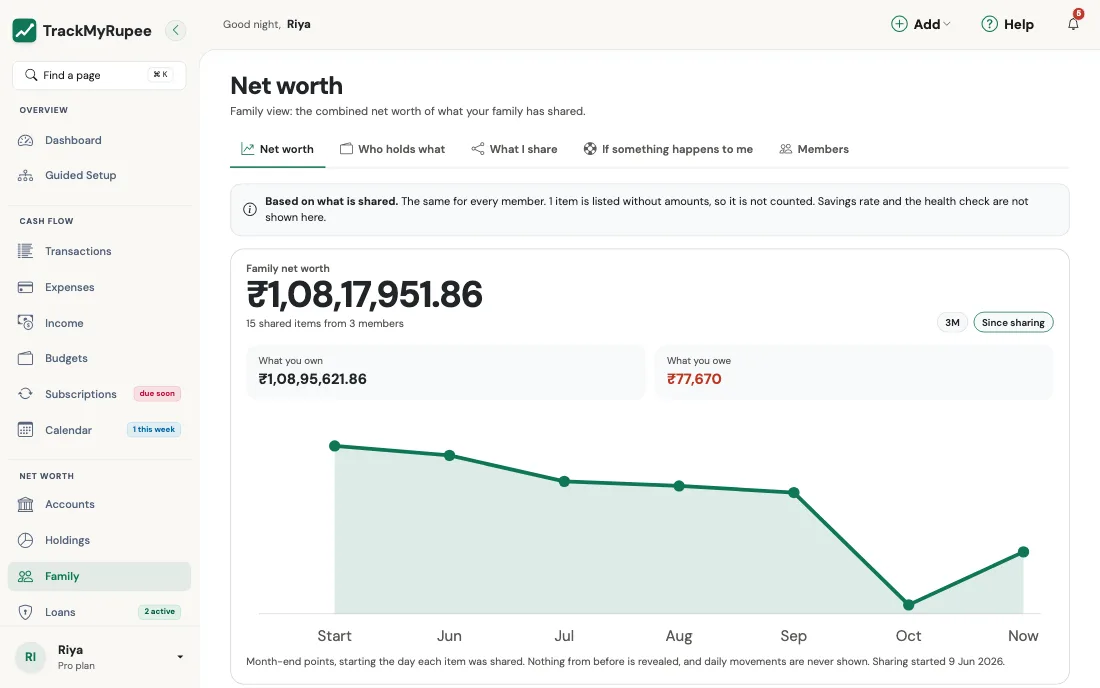 TrackMyRupee
Find a page
⌘ K
OVERVIEW
Dashboard
Guided Setup
CASH FLOW
Transactions
Expenses
Income
Budgets
Subscriptions due soon
Calendar 1 this week
NET WORTH
Accounts
Holdings
Family
Loans 2 active
RI
Riya
Pro plan
Good night, Riya
Add
Help
5
Net worth
Family view: the combined net worth of what your family has shared.
Net worth
Who holds what
What I share
If something happens to me
Members
Based on what is shared. The same for every member. 1 item is listed without amounts, so it is not counted. Savings rate and the health check are not
shown here.
Family net worth
₹1,08,17,951.86
15 shared items from 3 members
3M
Since sharing
What you own
₹1,08,95,621.86
What you owe
₹77,670
Start Jun Jul Aug Sep Oct Now
Month-end points, starting the day each item was shared. Nothing from before is revealed, and daily movements are never shown. Sharing started 9 Jun 2026.